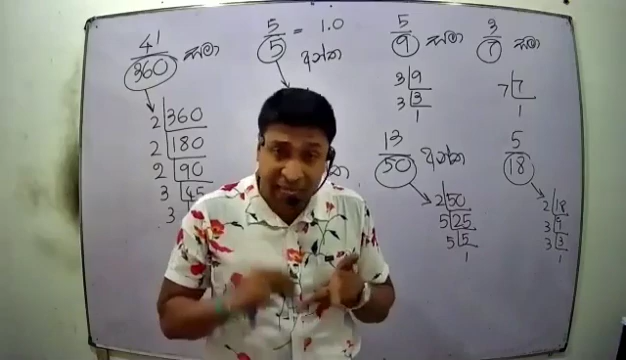 41/360 සමා
2 | 360
2 | 180
2 | 90
3 | 45
3
5/5 = 1.0
අන්ත
5/9 සමා
3 | 9
3 | 3
1
3/7 සමා
7 | 7
1
13/50 අන්ත
2 | 50
5 | 25
5 | 5
1
5/18
2 | 18
3 | 9
3 | 3
1